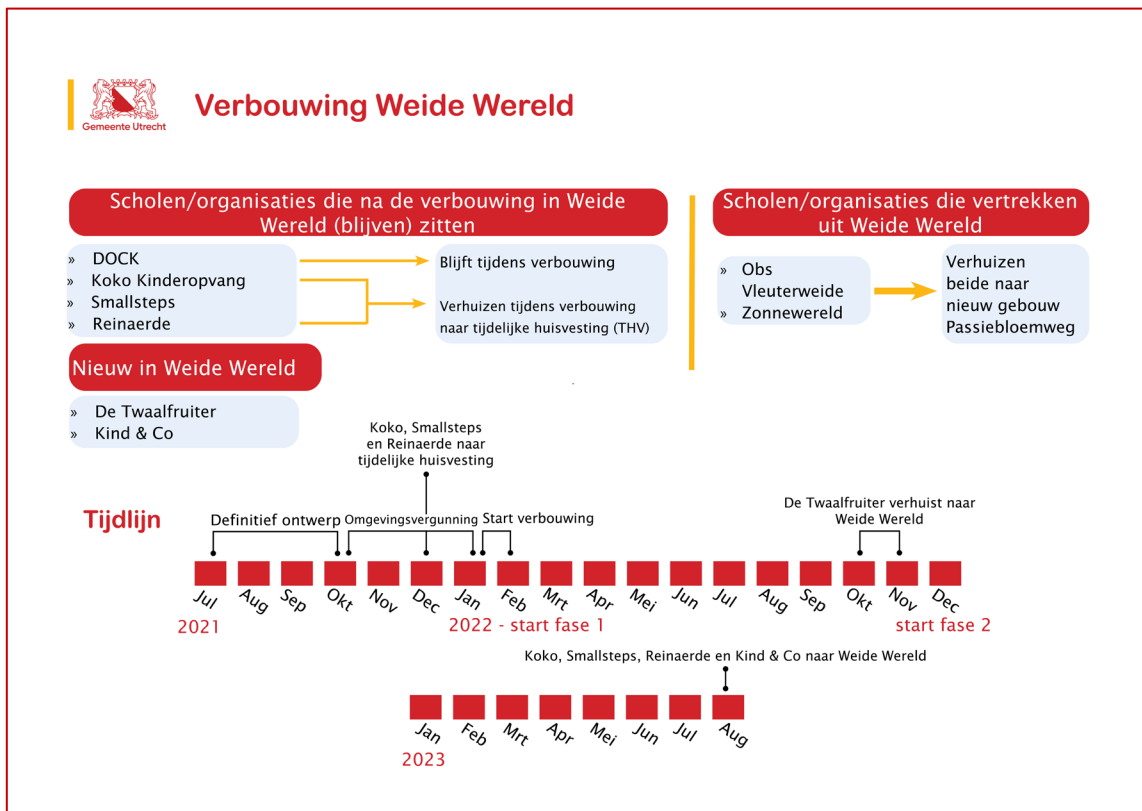 Gemeente Utrecht
Verbouwing Weide Wereld
Scholen/organisaties die na de verbouwing in Weide
Wereld (blijven) zitten
» DOCK
» Koko Kinderopvang
» Smallsteps
» Reinaerde
Blijft tijdens verbouwing
Verhuizen tijdens verbouwing
naar tijdelijke huisvesting (THV)
Scholen/organisaties die vertrekken
uit Weide Wereld
» Obs
Vleuterweide
» Zonnewereld
Verhuizen
beide naar
nieuw gebouw
Passiebloemweg
Nieuw in Weide Wereld
» De Twaalfruiter
» Kind & Co
Koko, Smallsteps
en Reinaerde naar
tijdelijke huisvesting
Tijdlijn
Definitief ontwerp
Omgevingsvergunning
Start verbouwing
De Twaalfruiter verhuist naar
Weide Wereld
Jul
Aug
Sep
Okt
Nov
Dec
Jan
Feb
Mrt
Apr
Mei
Jun
Jul
Aug
Sep
Okt
Nov
Dec
2021
2022 - start fase 1
start fase 2
Koko, Smallsteps, Reinaerde en Kind & Co naar Weide Wereld
Jan
Feb
Mrt
Apr
Mei
Jun
Jul
Aug
2023